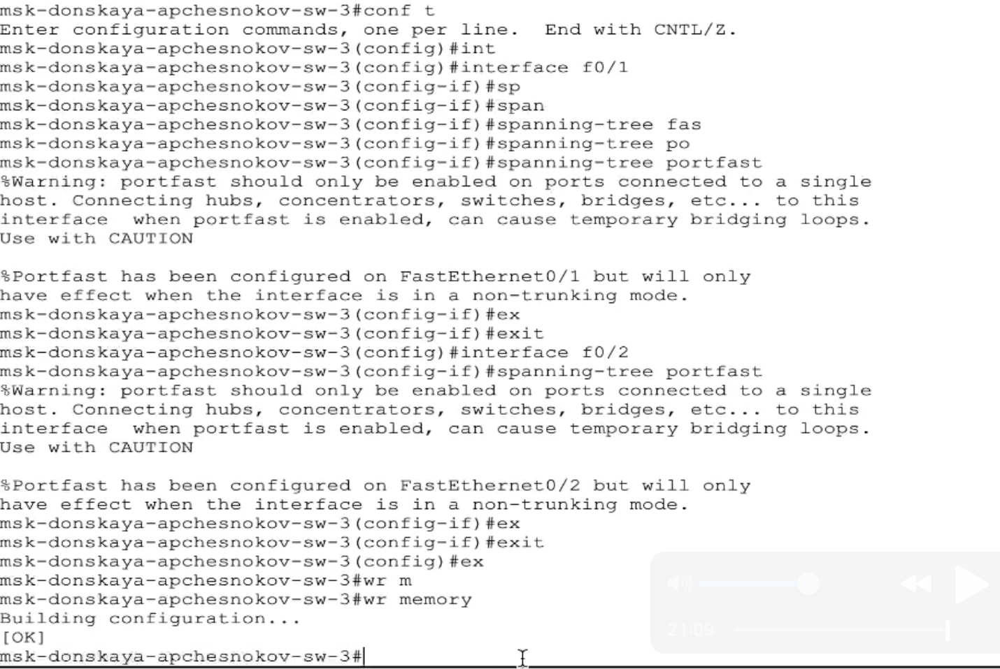 msk-donskaya-apchesnokov-sw-3#conf t
Enter configuration commands, one per line.  End with CNTL/Z.
msk-donskaya-apchesnokov-sw-3(config)#int
msk-donskaya-apchesnokov-sw-3(config)#interface f0/1
msk-donskaya-apchesnokov-sw-3(config-if)#sp
msk-donskaya-apchesnokov-sw-3(config-if)#span
msk-donskaya-apchesnokov-sw-3(config-if)#spanning-tree fas
msk-donskaya-apchesnokov-sw-3(config-if)#spanning-tree po
msk-donskaya-apchesnokov-sw-3(config-if)#spanning-tree portfast
%Warning: portfast should only be enabled on ports connected to a single
host. Connecting hubs, concentrators, switches, bridges, etc... to this
interface  when portfast is enabled, can cause temporary bridging loops.
Use with CAUTION

%Portfast has been configured on FastEthernet0/1 but will only
have effect when the interface is in a non-trunking mode.
msk-donskaya-apchesnokov-sw-3(config-if)#ex
msk-donskaya-apchesnokov-sw-3(config-if)#exit
msk-donskaya-apchesnokov-sw-3(config)#interface f0/2
msk-donskaya-apchesnokov-sw-3(config-if)#spanning-tree portfast
%Warning: portfast should only be enabled on ports connected to a single
host. Connecting hubs, concentrators, switches, bridges, etc... to this
interface  when portfast is enabled, can cause temporary bridging loops.
Use with CAUTION

%Portfast has been configured on FastEthernet0/2 but will only
have effect when the interface is in a non-trunking mode.
msk-donskaya-apchesnokov-sw-3(config-if)#ex
msk-donskaya-apchesnokov-sw-3(config-if)#exit
msk-donskaya-apchesnokov-sw-3(config)#ex
msk-donskaya-apchesnokov-sw-3#wr m
msk-donskaya-apchesnokov-sw-3#wr memory
Building configuration...
21:09
[OK]
msk-donskaya-apchesnokov-sw-3#